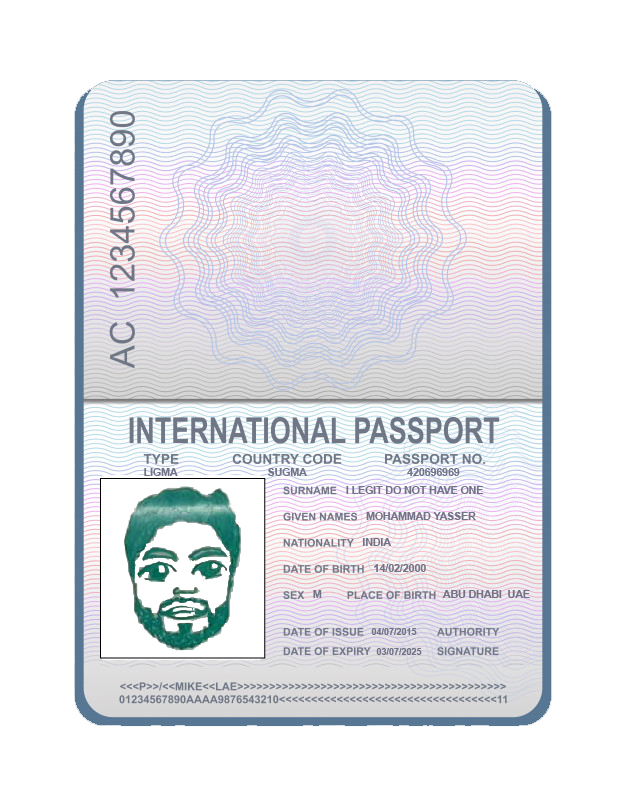 AC 1234567890
INTERNATIONAL PASSPORT
TYPE COUNTRY CODE PASSPORT NO.
LIGMA SUGMA 420696969
SURNAME I LEGIT DO NOT HAVE ONE
GIVEN NAMES MOHAMMAD YASSER
NATIONALITY INDIA
DATE OF BIRTH 14/02/2000
SEX M PLACE OF BIRTH ABU DHABI UAE
DATE OF ISSUE 04/07/2015 AUTHORITY
DATE OF EXPIRY 03/07/2025 SIGNATURE
<<<P>>/<<MIKE<<LAE>>>>>>>>>>>>>>>>>>>>>>>>>>>>>>>>>>>>>>>>>>
01234567890AAAA9876543210<<<<<<<<<<<<<<<<<<<<<<<<<<<<<<<<<<11